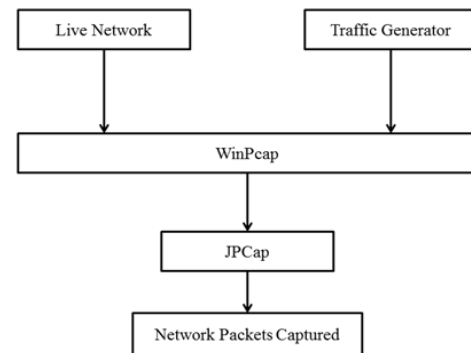 Live Network
Traffic Generator
WinPcap
JPCap
Network Packets Captured